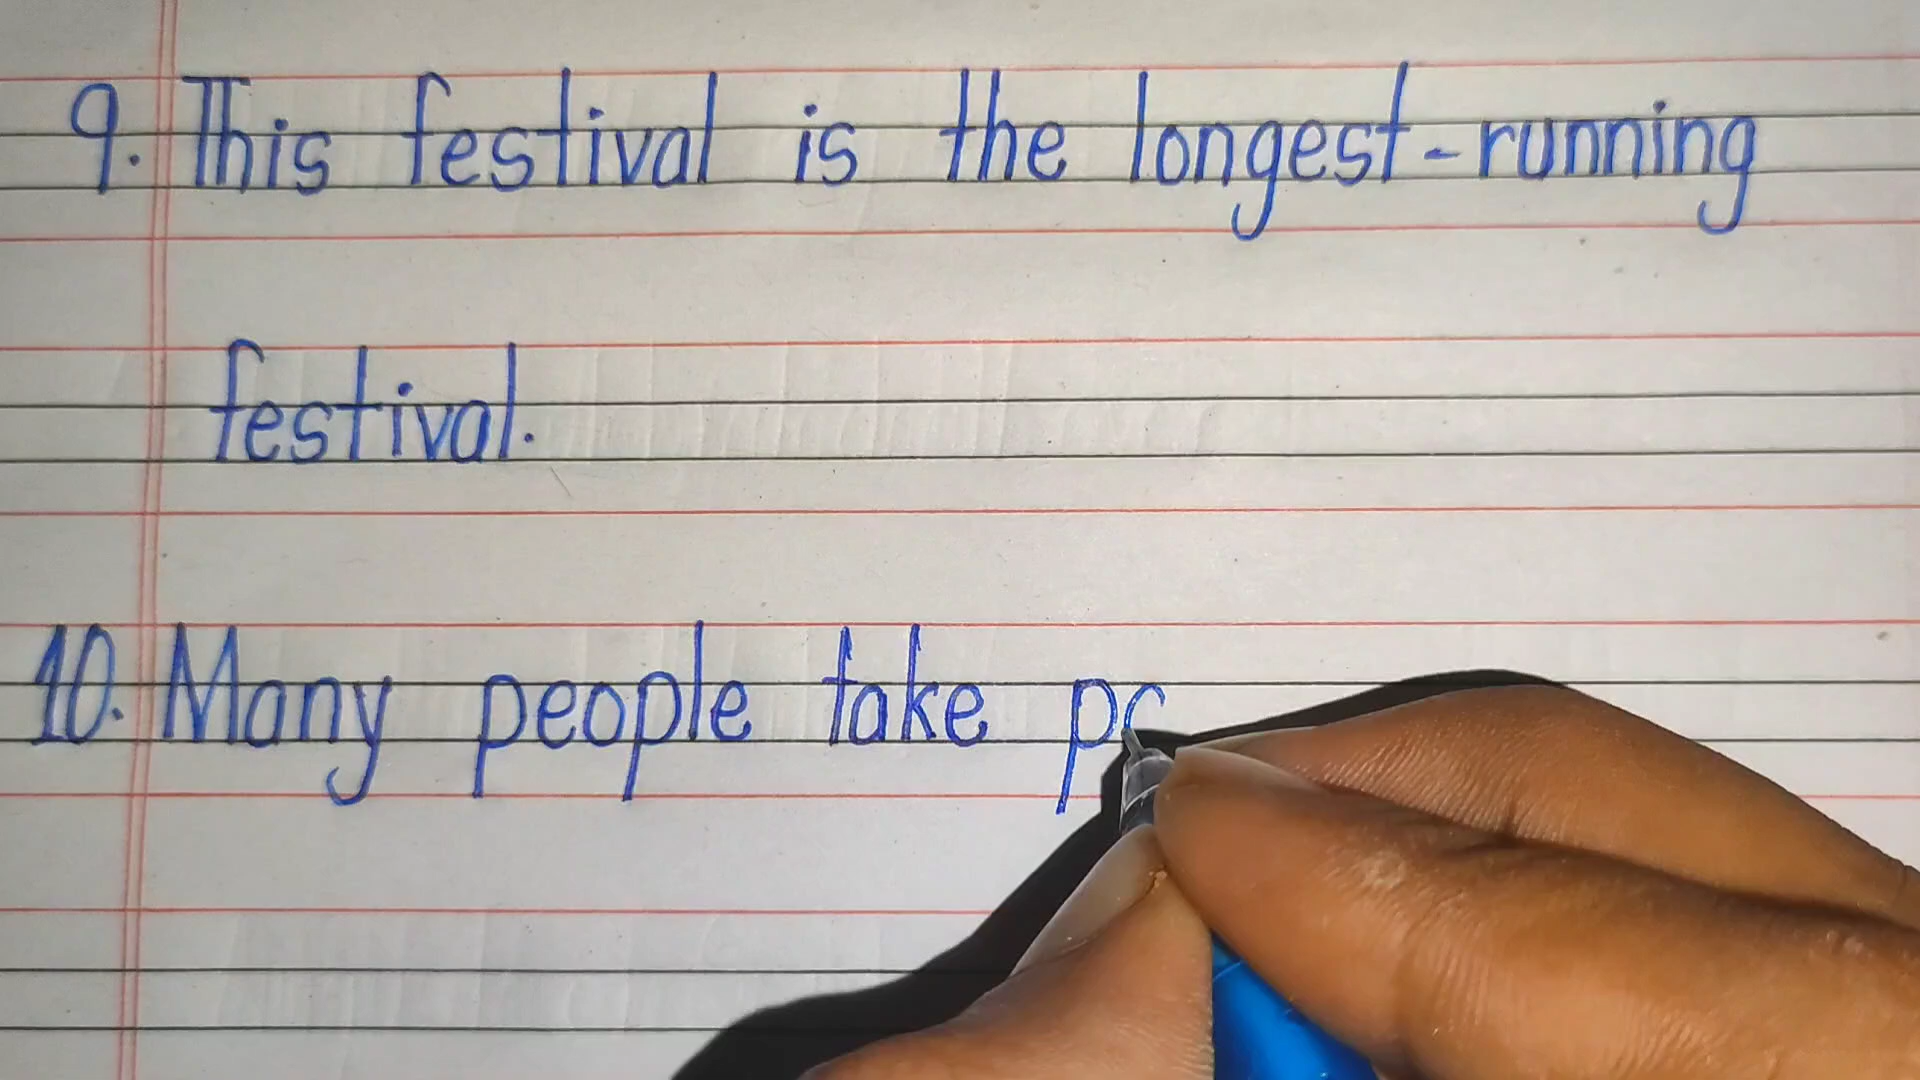 9. This festival is the longest-running
festival.
10. Many people take p